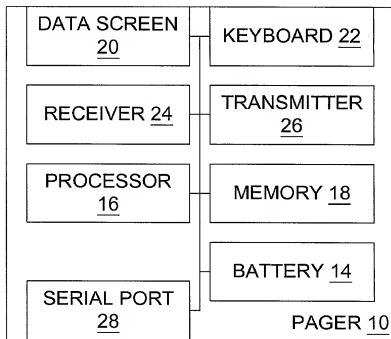 DATA SCREEN
20
KEYBOARD 22
RECEIVER 24
TRANSMITTER
26
PROCESSOR
16
MEMORY 18
BATTERY 14
SERIAL PORT
28
PAGER 10